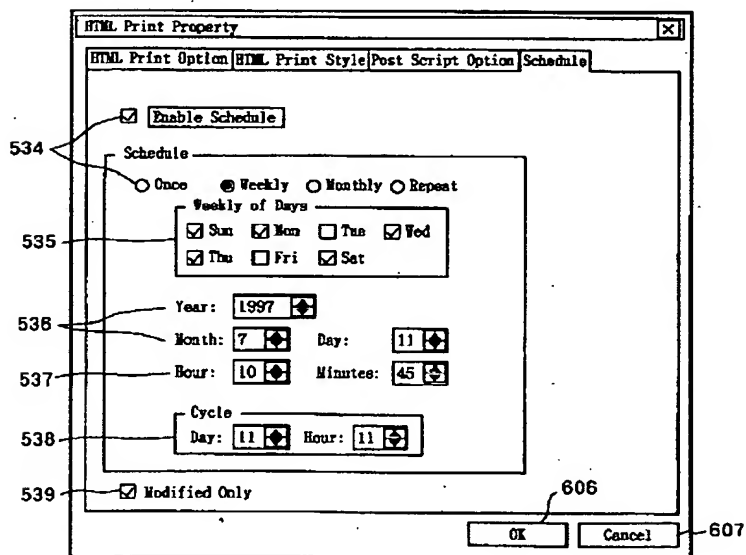 HTML Print Property
HTML Print Option HTML Print Style Post Script Option Schedule
Enable Schedule
534
Schedule
Once Weekly Monthly Repeat
Weekly of Days
535
Sun Mon Tue Wed
Thu Fri Sat
Year: 1997
536
Month: 7 Day: 11
537
Hour: 10 Minutes: 45
Cycle
538
Day: 11 Hour: 11
539
Modified Only
606
OK Cancel
607